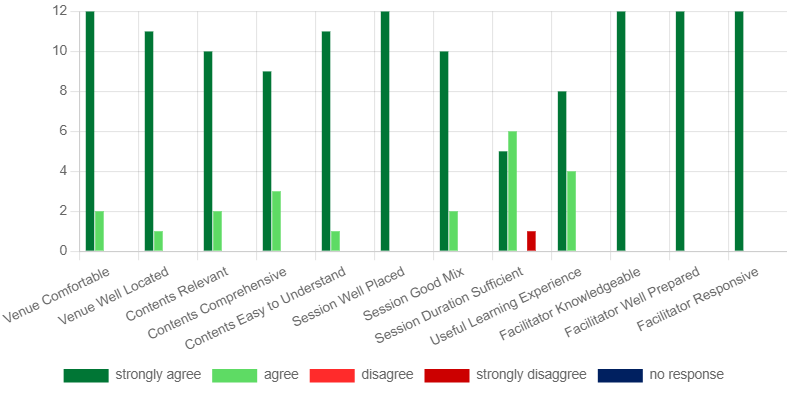 12
10
8
6
4
2
0
Venue Comfortable
Venue Well Located
Contents Relevant
Contents Comprehensive
Contents Easy to Understand
Session Well Placed
Session Good Mix
Session Duration Sufficient
Useful Learning Experience
Facilitator Knowledgeable
Facilitator Well Prepared
Facilitator Responsive
strongly agree agree disagree strongly disaggree no response